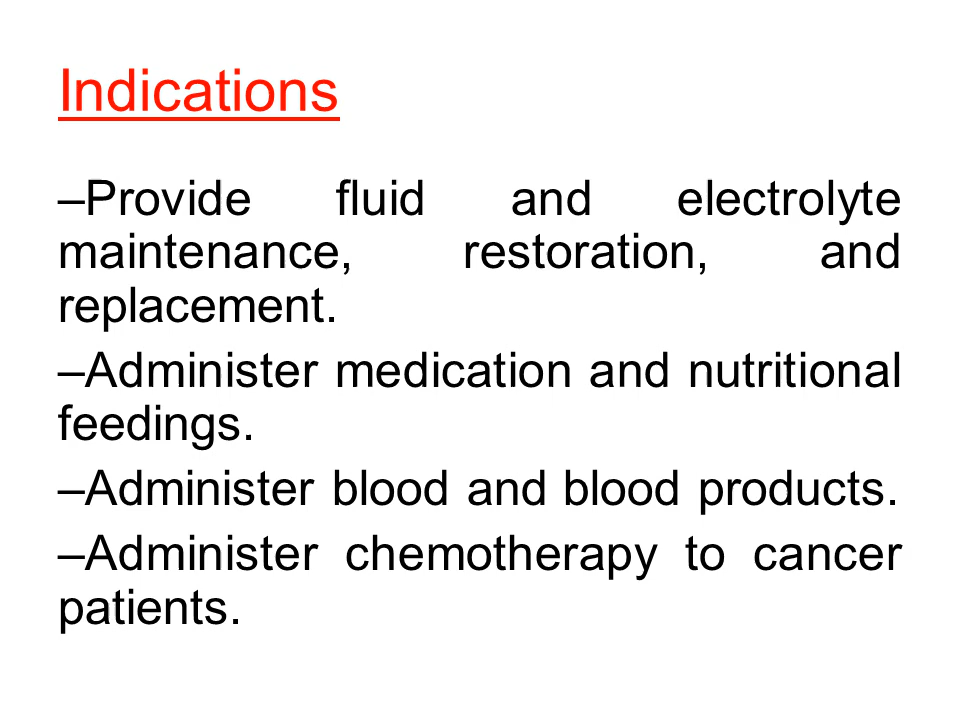 Indications
–Provide fluid and electrolyte
maintenance, restoration, and
replacement.
–Administer medication and nutritional
feedings.
–Administer blood and blood products.
–Administer chemotherapy to cancer
patients.